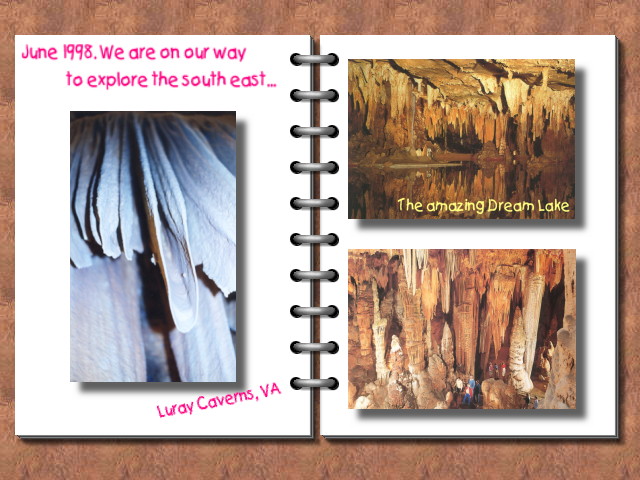 June 1998. We are on our way
to explore the south east...
Luray Caverns, VA
The amazing Dream Lake